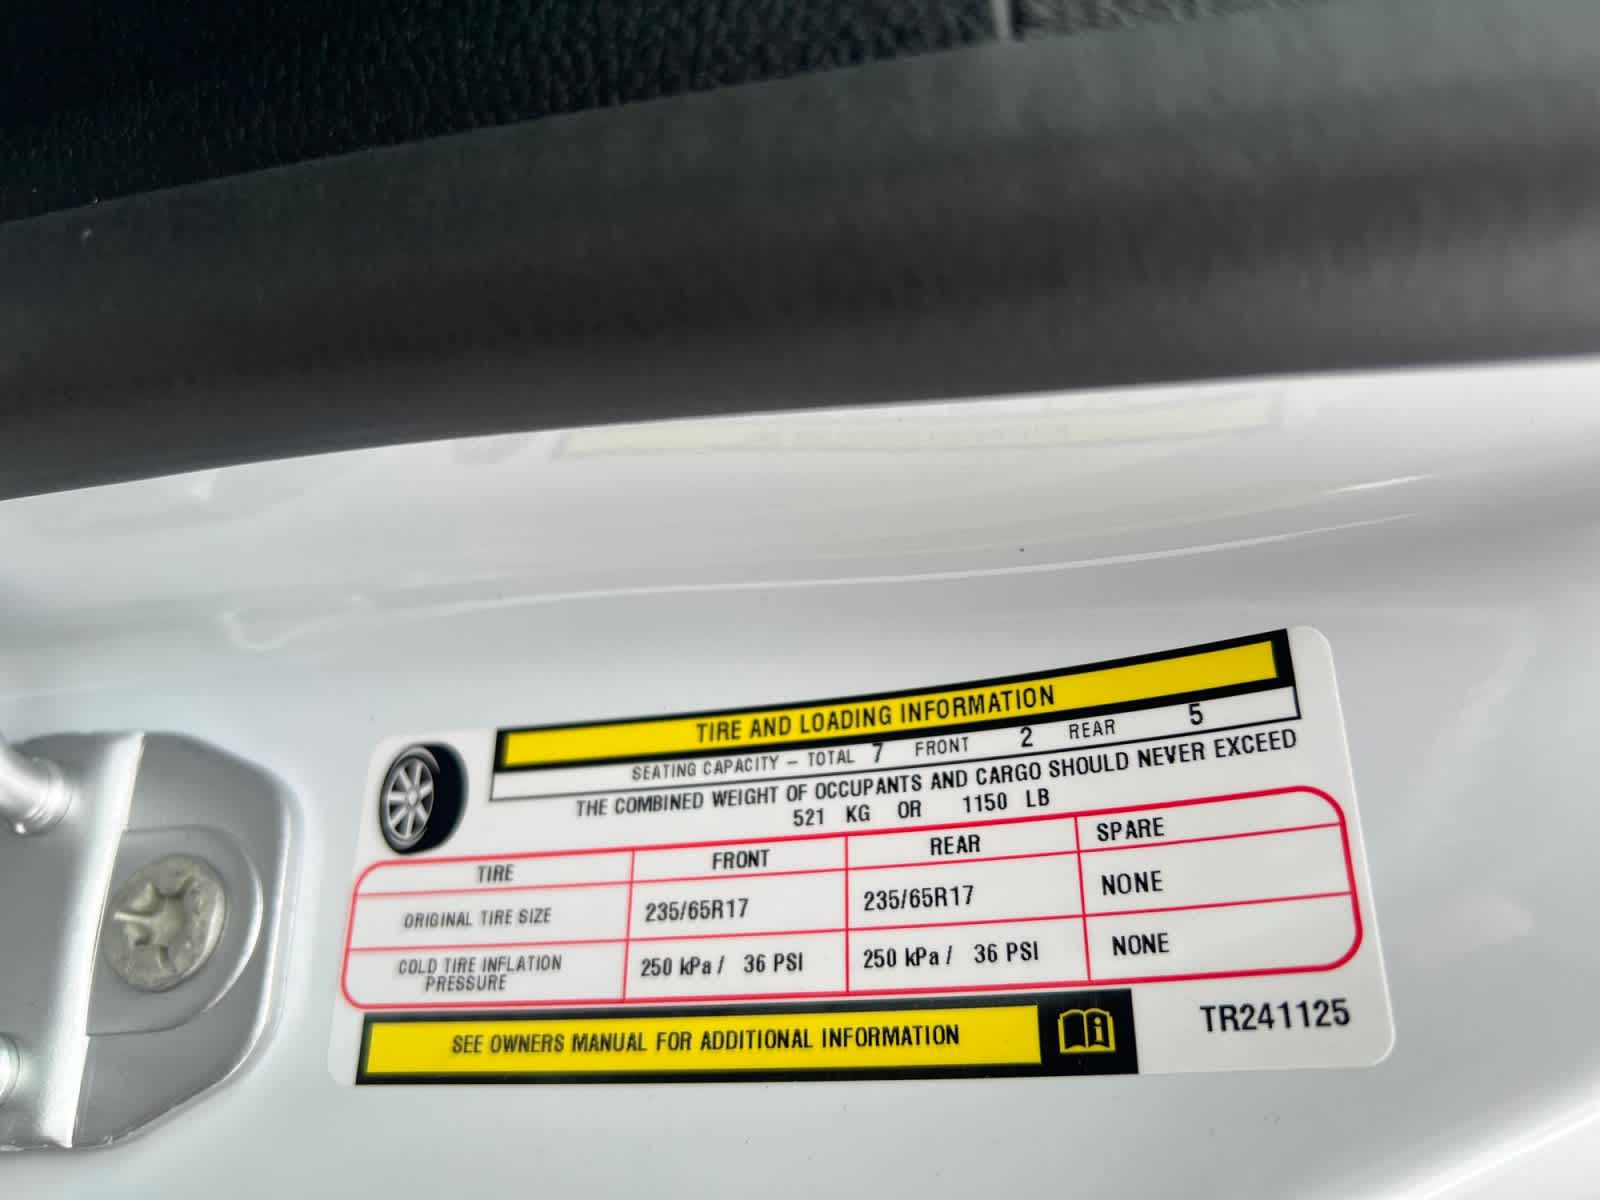 TIRE AND LOADING INFORMATION
SEATING CAPACITY – TOTAL 7 FRONT 2 REAR 5
THE COMBINED WEIGHT OF OCCUPANTS AND CARGO SHOULD NEVER EXCEED
521 KG OR 1150 LB
TIRE FRONT REAR SPARE
ORIGINAL TIRE SIZE 235/65R17 235/65R17 NONE
COLD TIRE INFLATION
PRESSURE 250 kPa / 36 PSI 250 kPa / 36 PSI NONE
SEE OWNERS MANUAL FOR ADDITIONAL INFORMATION
TR241125